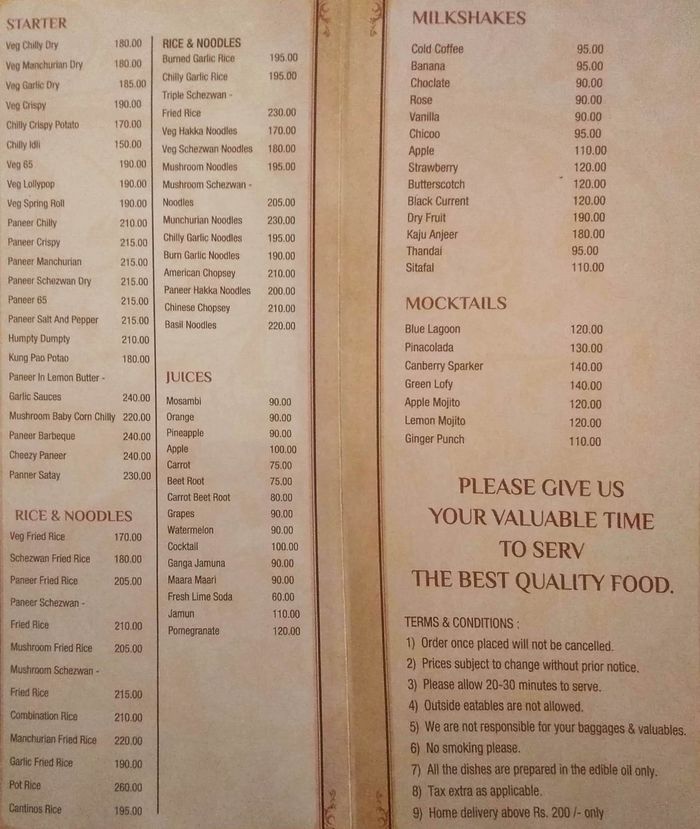 STARTER
Veg Chilly Dry 180.00
Veg Manchurian Dry 180.00
Veg Garlic Dry 185.00
Veg Crispy 190.00
Chilly Crispy Potato 170.00
Chilly Idli 150.00
Veg 65 190.00
Veg Lollypop 190.00
Veg Spring Roll 190.00
Paneer Chilly 210.00
Paneer Crispy 215.00
Paneer Manchurian 215.00
Paneer Schezwan Dry 215.00
Paneer 65 215.00
Paneer Salt And Pepper 215.00
Humpty Dumpty 210.00
Kung Pao Potao 180.00
Paneer In Lemon Butter -
Garlic Sauces 240.00
Mushroom Baby Corn Chilly 220.00
Paneer Barbeque 240.00
Cheezy Paneer 240.00
Panner Satay 230.00
RICE & NOODLES
Veg Fried Rice 170.00
Schezwan Fried Rice 180.00
Paneer Fried Rice 205.00
Paneer Schezwan -
Fried Rice 210.00
Mushroom Fried Rice 205.00
Mushroom Schezwan -
Fried Rice 215.00
Combination Rice 210.00
Manchurian Fried Rice 220.00
Garlic Fried Rice 190.00
Pot Rice 260.00
Cantinos Rice 195.00
RICE & NOODLES
Burned Garlic Rice 195.00
Chilly Garlic Rice 195.00
Triple Schezwan -
Fried Rice 230.00
Veg Hakka Noodles 170.00
Veg Schezwan Noodles 180.00
Mushroom Noodles 195.00
Mushroom Schezwan -
Noodles 205.00
Munchurian Noodles 230.00
Chilly Garlic Noodles 195.00
Burn Garlic Noodles 190.00
American Chopsey 210.00
Paneer Hakka Noodles 200.00
Chinese Chopsey 210.00
Basil Noodles 220.00
JUICES
Mosambi 90.00
Orange 90.00
Pineapple 90.00
Apple 100.00
Carrot 75.00
Beet Root 75.00
Carrot Beet Root 80.00
Grapes 90.00
Watermelon 90.00
Cocktail 100.00
Ganga Jamuna 90.00
Maara Maari 90.00
Fresh Lime Soda 60.00
Jamun 110.00
Pomegranate 120.00
MILKSHAKES
Cold Coffee 95.00
Banana 95.00
Choclate 90.00
Rose 90.00
Vanilla 90.00
Chicoo 95.00
Apple 110.00
Strawberry 120.00
Butterscotch 120.00
Black Current 120.00
Dry Fruit 190.00
Kaju Anjeer 180.00
Thandai 95.00
Sitafal 110.00
MOCKTAILS
Blue Lagoon 120.00
Pinacolada 130.00
Canberry Sparker 140.00
Green Lofy 140.00
Apple Mojito 120.00
Lemon Mojito 120.00
Ginger Punch 110.00
PLEASE GIVE US
YOUR VALUABLE TIME
TO SERV
THE BEST QUALITY FOOD.
TERMS & CONDITIONS :
1) Order once placed will not be cancelled.
2) Prices subject to change without prior notice.
3) Please allow 20-30 minutes to serve.
4) Outside eatables are not allowed.
5) We are not responsible for your baggages & valuables.
6) No smoking please.
7) All the dishes are prepared in the edible oil only.
8) Tax extra as applicable.
9) Home delivery above Rs. 200 /- only